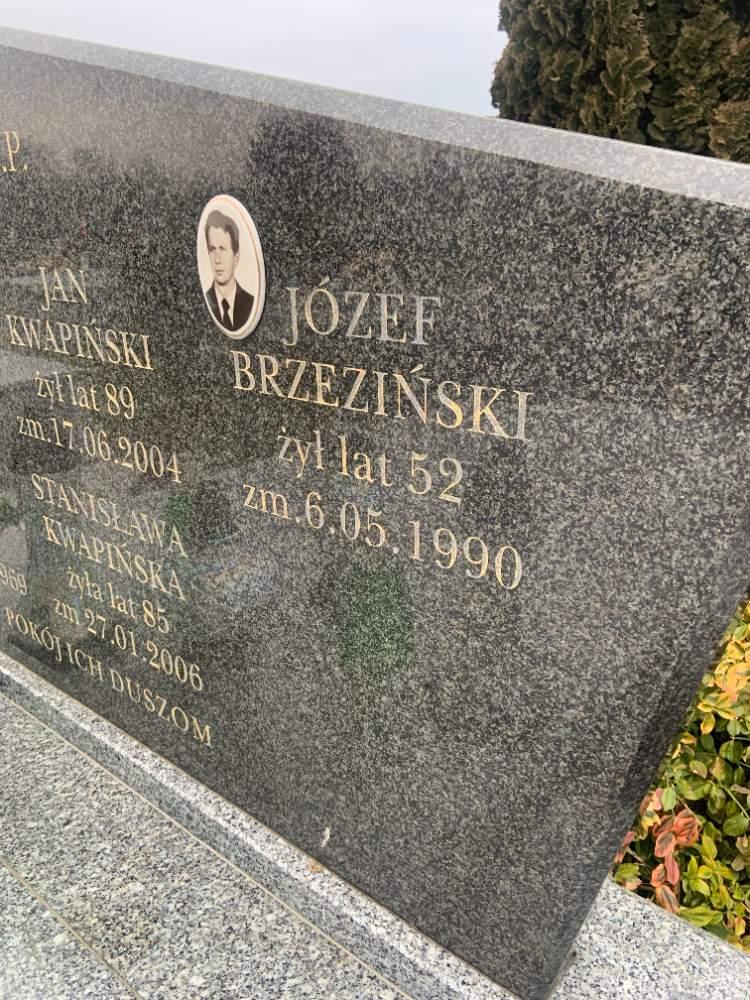 .P.
JAN
KWAPIŃSKI
żył lat 89
zm.17.06.2004
STANISŁAWA
KWAPIŃSKA
żyła lat 85
zm 27.01.2006
969
POKÓJ ICH DUSZOM
JÓZEF
BRZEZIŃSKI
żył lat 52
zm.6.05.1990